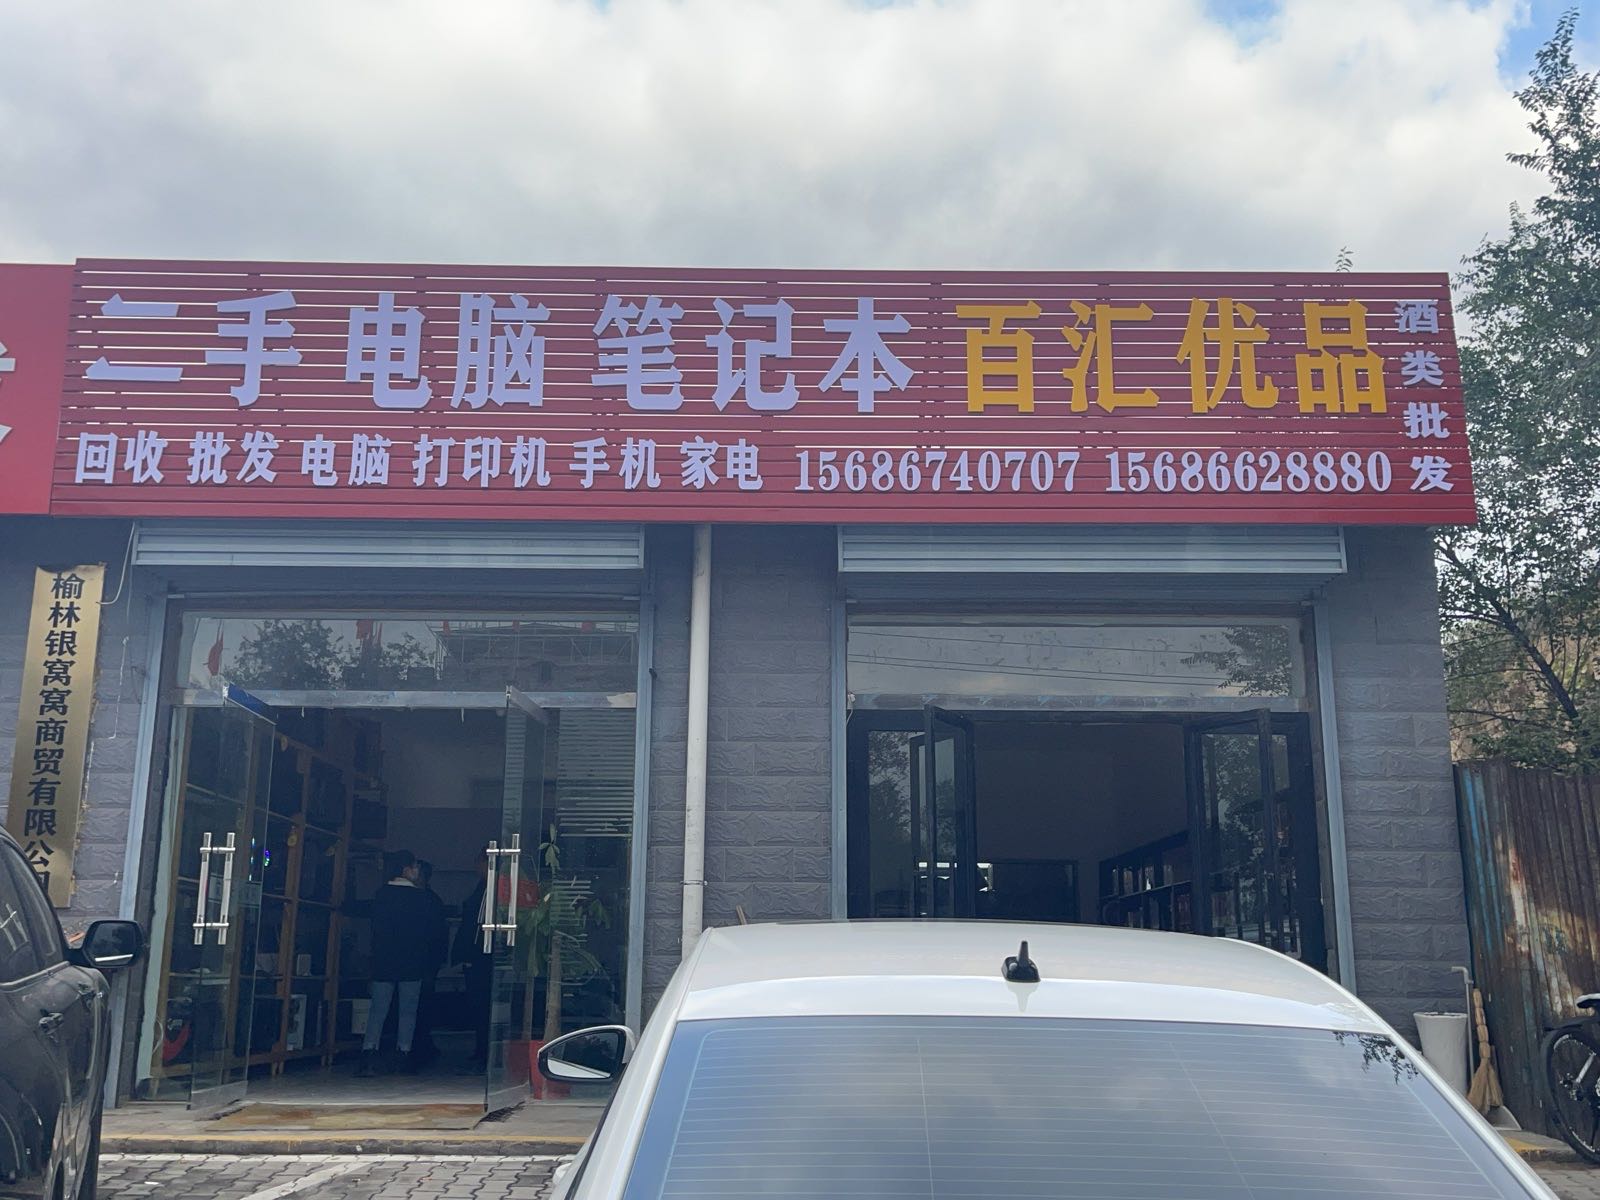 二手电脑 笔记本 百汇优品
酒类批发
回收 批发 电脑 打印机 手机 家电 15686740707 15686628880
榆林银窝窝商贸有限公司